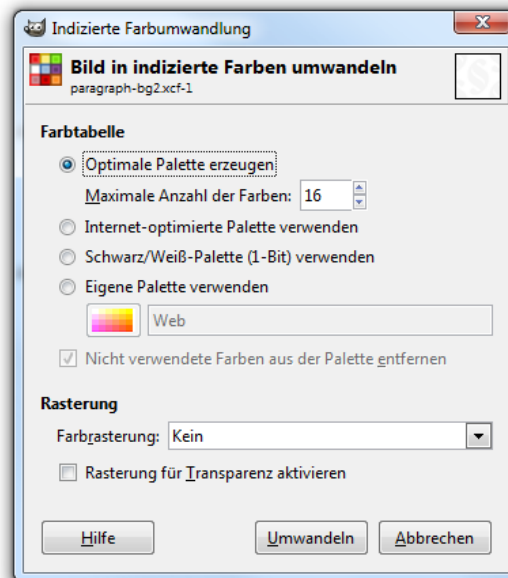 Indizierte Farbumwandlung
Bild in indizierte Farben umwandeln
paragraph-bg2.xcf-1
§
Farbtabelle
Optimale Palette erzeugen
Maximale Anzahl der Farben: 16
Internet-optimierte Palette verwenden
Schwarz/Weiß-Palette (1-Bit) verwenden
Eigene Palette verwenden
Web
Nicht verwendete Farben aus der Palette entfernen
Rasterung
Farbrasterung: Kein
Rasterung für Transparenz aktivieren
Hilfe Umwandeln Abbrechen